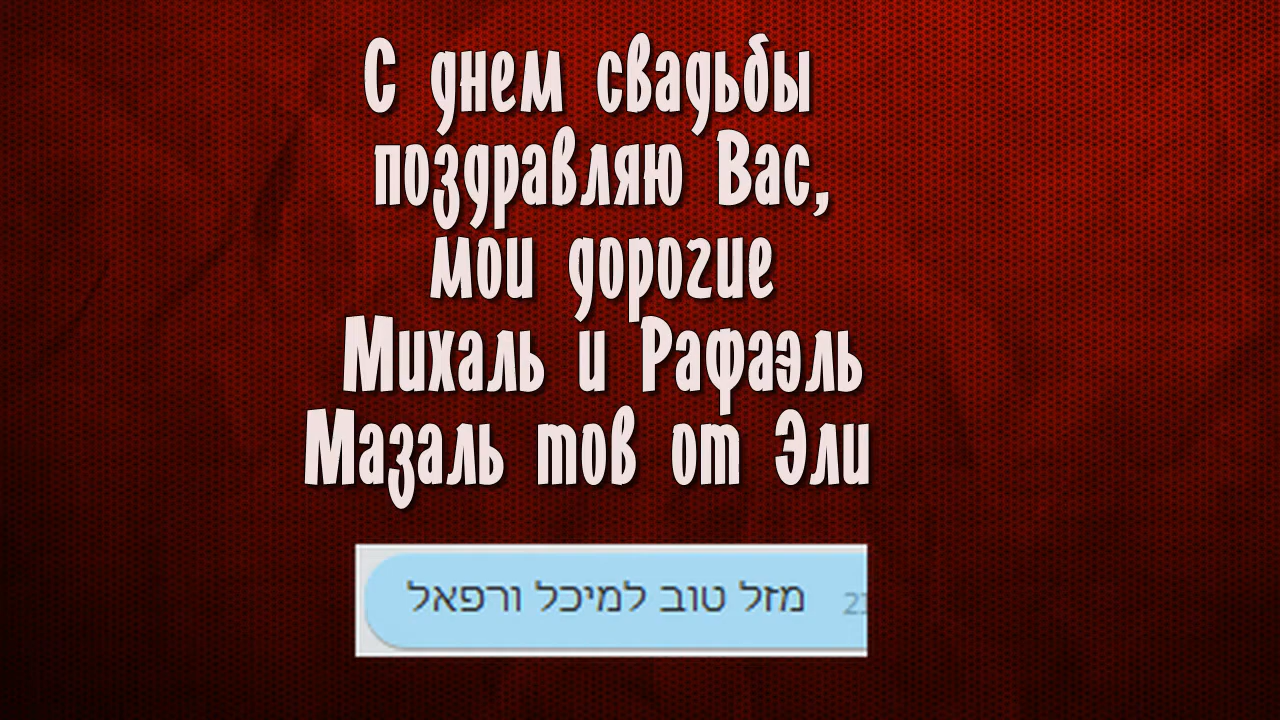 С днем свадьбы
поздравляю Вас,
мои дорогие
Михаль и Рафаэль
Мазаль тов от Эли
מזל טוב למיכל ורפאל